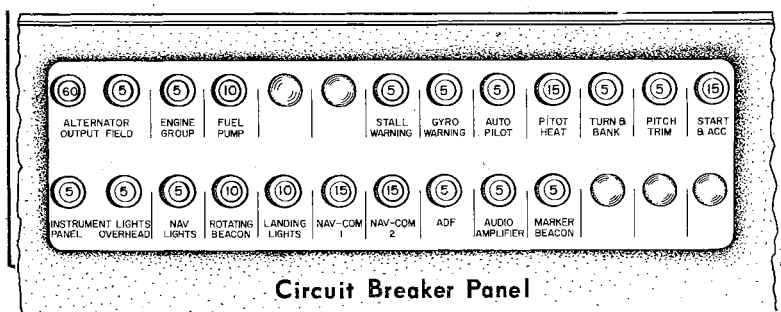 60 5 5 10 5 5 5 15 5 5 15
ALTERNATOR ENGINE FUEL STALL GYRO AUTO PITOT TURN & PITCH START
OUTPUT FIELD GROUP PUMP WARNING WARNING PILOT HEAT BANK TRIM & ACC
5 5 5 10 10 15 15 5 5 5
INSTRUMENT LIGHTS NAV ROTATING LANDING NAV-COM NAV-COM ADF AUDIO MARKER
PANEL OVERHEAD LIGHTS BEACON LIGHTS 1 2 AMPLIFIER BEACON
Circuit Breaker Panel